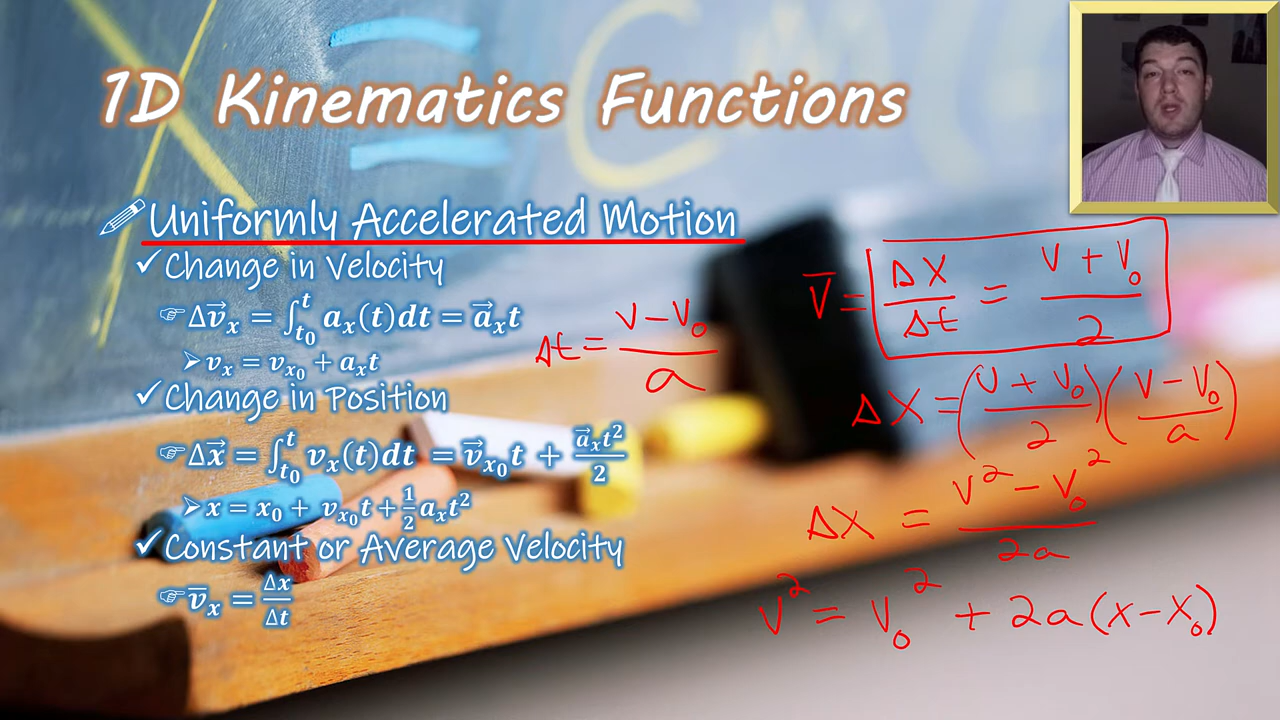 1D Kinematics Functions
Uniformly Accelerated Motion
✓Change in Velocity
☞Δv⃗ₓ = ∫ₜ₀ᵗ aₓ(t)dt = a⃗ₓt
➢vₓ = vₓ₀ + aₓt
✓Change in Position
☞Δx⃗ = ∫ₜ₀ᵗ vₓ(t)dt = v⃗ₓ₀t + a⃗ₓt²/2
➢x = x₀ + vₓ₀t + ½aₓt²
✓Constant or Average Velocity
☞v̅ₓ = Δx/Δt
Δt = (v-v₀)/a
v̅ = Δx/Δt = (v + v₀)/2
Δx = ((v + v₀)/2)((v - v₀)/a)
Δx = (v² - v₀²)/2a
v² = v₀² + 2a(x-x₀)